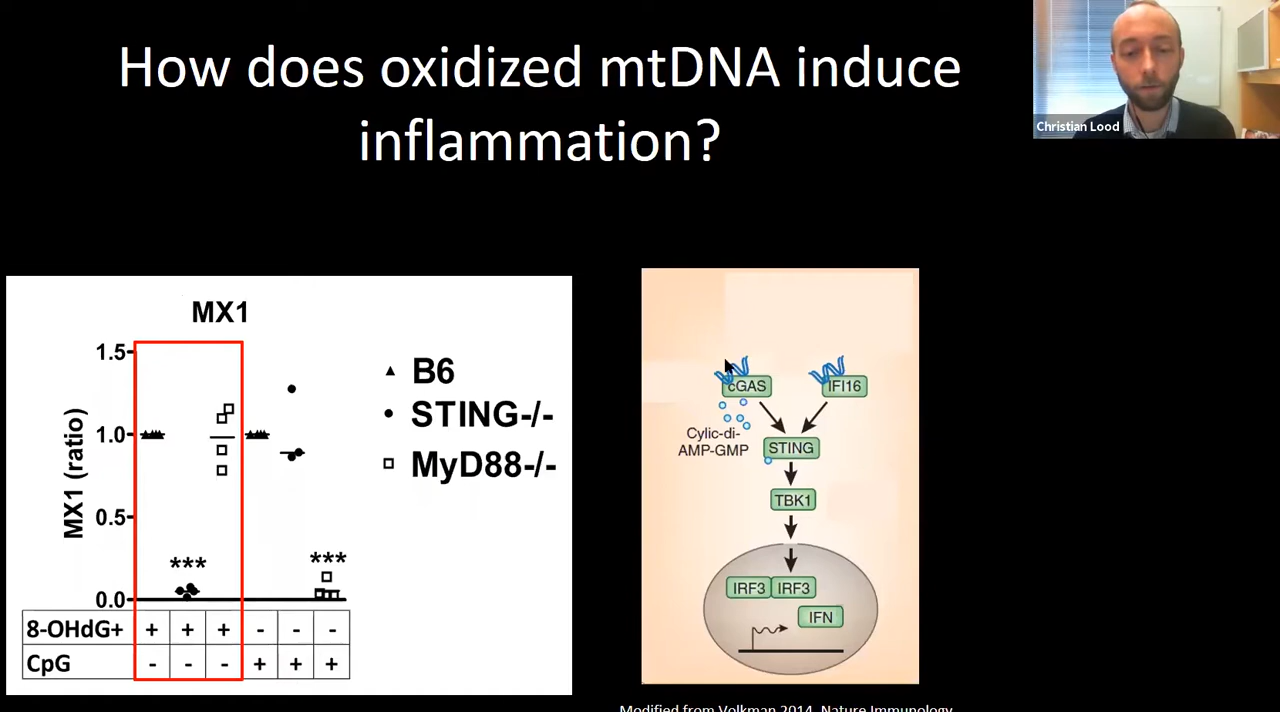 How does oxidized mtDNA induce
inflammation?
Christian Lood
MX1
1.5
1.0
0.5
0.0
MX1 (ratio)
B6
STING-/-
MyD88-/-
***
***
8-OHdG+ + + + - - -
CpG - - - + + +
cGAS
IFI16
Cylic-di-
AMP-GMP
STING
TBK1
IRF3 IRF3
IFN
Modified from Volkman 2014, Nature Immunology